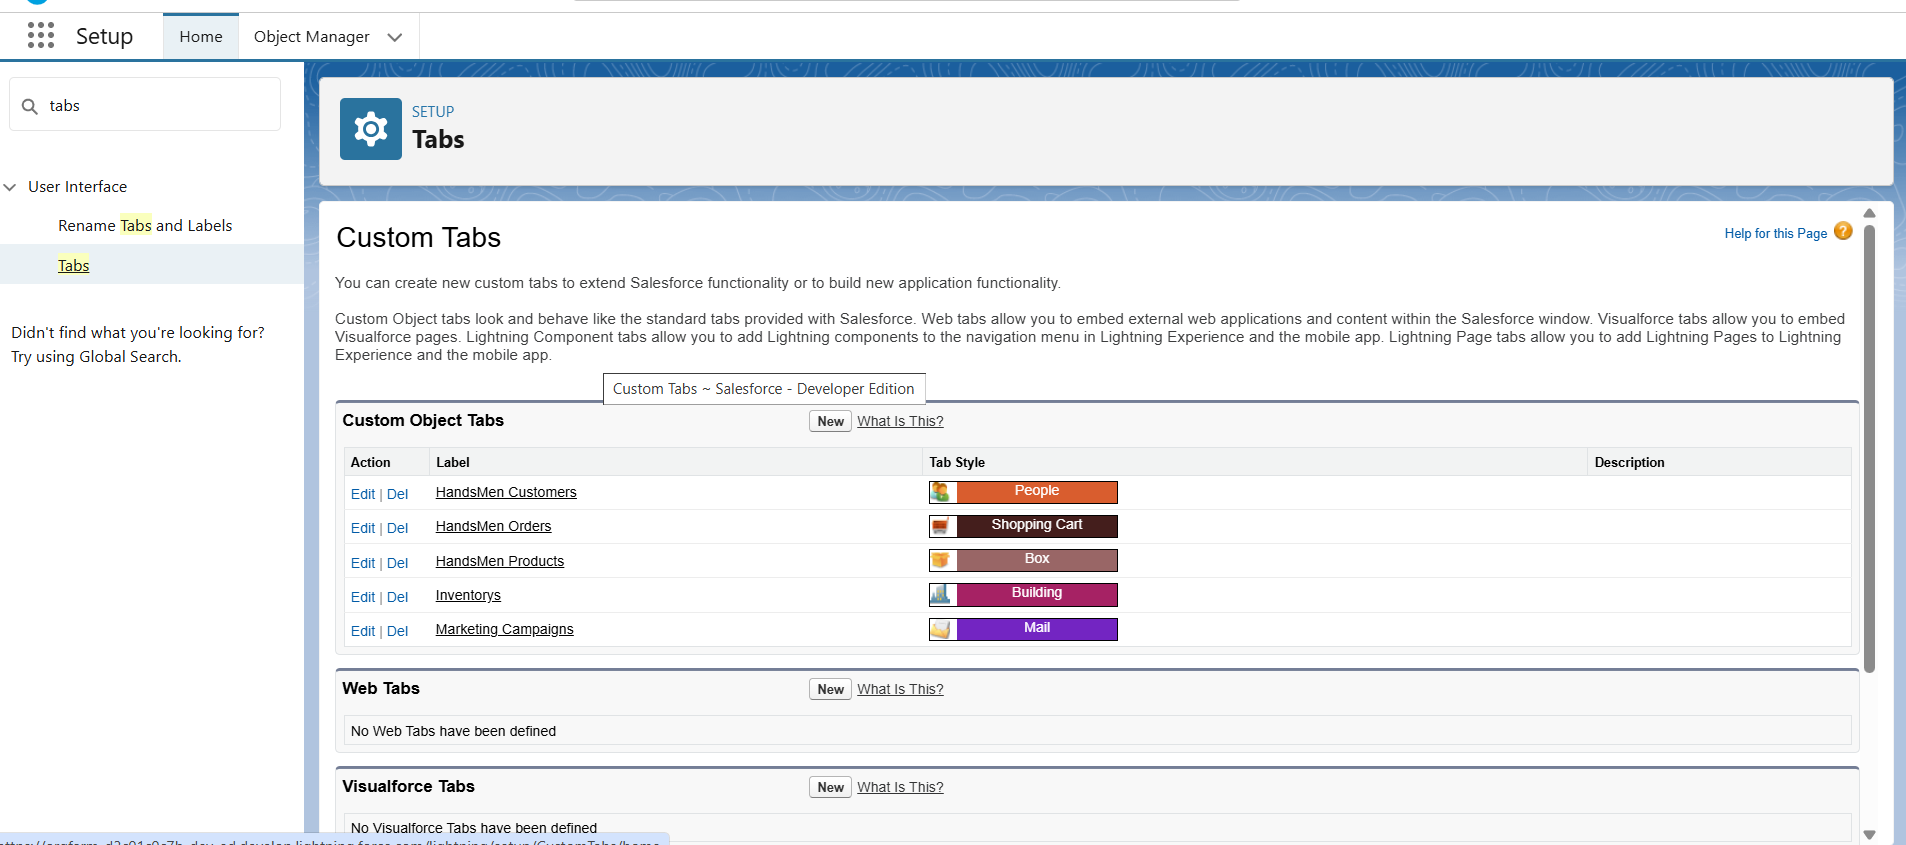 Setup
Home
Object Manager
tabs
User Interface
Rename Tabs and Labels
Tabs
Didn't find what you're looking for?
Try using Global Search.
SETUP
Tabs
Custom Tabs
Help for this Page
?
You can create new custom tabs to extend Salesforce functionality or to build new application functionality.
Custom Object tabs look and behave like the standard tabs provided with Salesforce. Web tabs allow you to embed external web applications and content within the Salesforce window. Visualforce tabs allow you to embed
Visualforce pages. Lightning Component tabs allow you to add Lightning components to the navigation menu in Lightning Experience and the mobile app. Lightning Page tabs allow you to add Lightning Pages to Lightning
Experience and the mobile app.
Custom Tabs ~ Salesforce - Developer Edition
Custom Object Tabs New What Is This?
Action Label Tab Style Description
Edit | Del HandsMen Customers People
Edit | Del HandsMen Orders Shopping Cart
Edit | Del HandsMen Products Box
Edit | Del Inventorys Building
Edit | Del Marketing Campaigns Mail
Web Tabs New What Is This?
No Web Tabs have been defined
Visualforce Tabs New What Is This?
No Visualforce Tabs have been defined